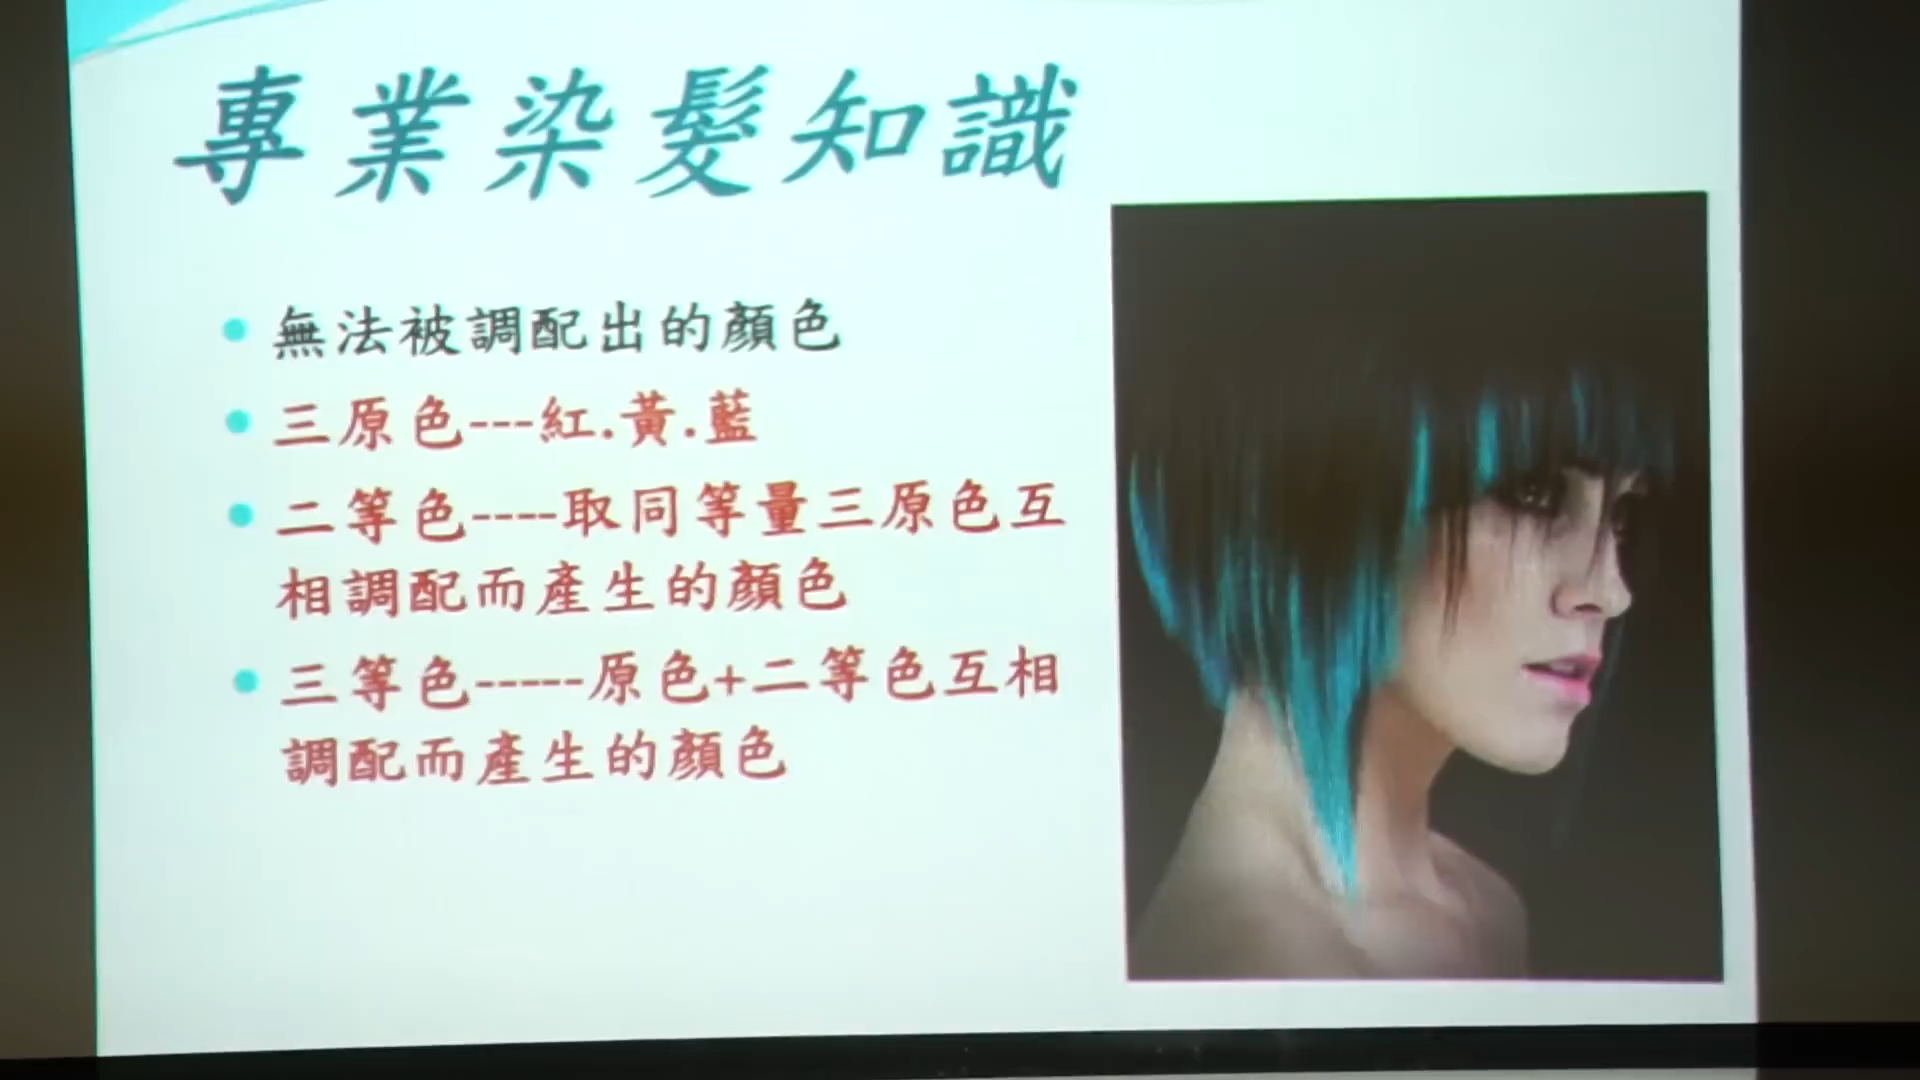 專業染髮知識
無法被調配出的顏色
三原色---紅.黃.藍
二等色----取同等量三原色互
相調配而產生的顏色
三等色-----原色+二等色互相
調配而產生的顏色